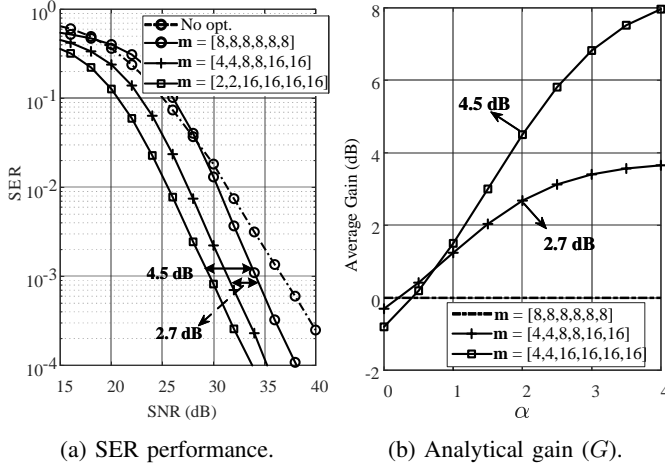 No opt.
m = [8,8,8,6,6,8]
m = [4,4,8,8,16,16]
m = [2,2,16,16,16,16]
10^0
10^-1
10^-2
10^-3
10^-4
SER
4.5 dB
2.7 dB
15 20 25 30 35 40
SNR (dB)
(a) SER performance.
8
6
4
2
0
-2
Average Gain (dB)
4.5 dB
2.7 dB
m = [8,8,8,6,6,8]
m = [4,4,8,8,16,16]
m = [4,4,16,16,16,16]
0 1 2 3 4
α
(b) Analytical gain (G).